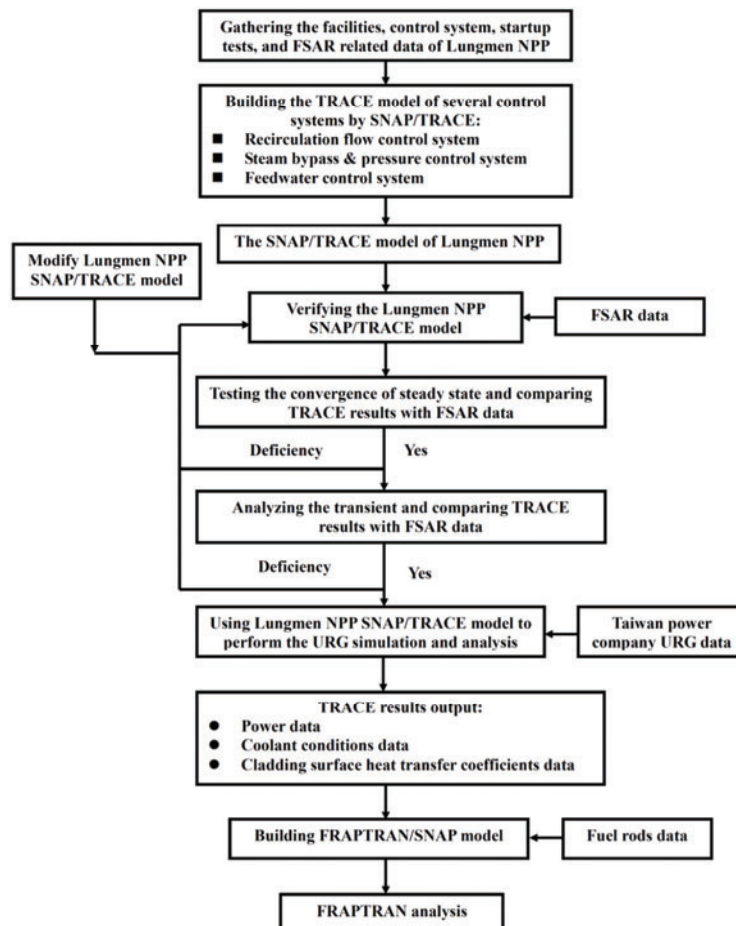 Gathering the facilities, control system, startup
tests, and FSAR related data of Lungmen NPP
Building the TRACE model of several control
systems by SNAP/TRACE:
■ Recirculation flow control system
■ Steam bypass & pressure control system
■ Feedwater control system
The SNAP/TRACE model of Lungmen NPP
Modify Lungmen NPP
SNAP/TRACE model
Verifying the Lungmen NPP
SNAP/TRACE model
FSAR data
Testing the convergence of steady state and comparing
TRACE results with FSAR data
Deficiency
Yes
Analyzing the transient and comparing TRACE
results with FSAR data
Deficiency
Yes
Using Lungmen NPP SNAP/TRACE model to
perform the URG simulation and analysis
Taiwan power
company URG data
TRACE results output:
● Power data
● Coolant conditions data
● Cladding surface heat transfer coefficients data
Building FRAPTRAN/SNAP model
Fuel rods data
FRAPTRAN analysis